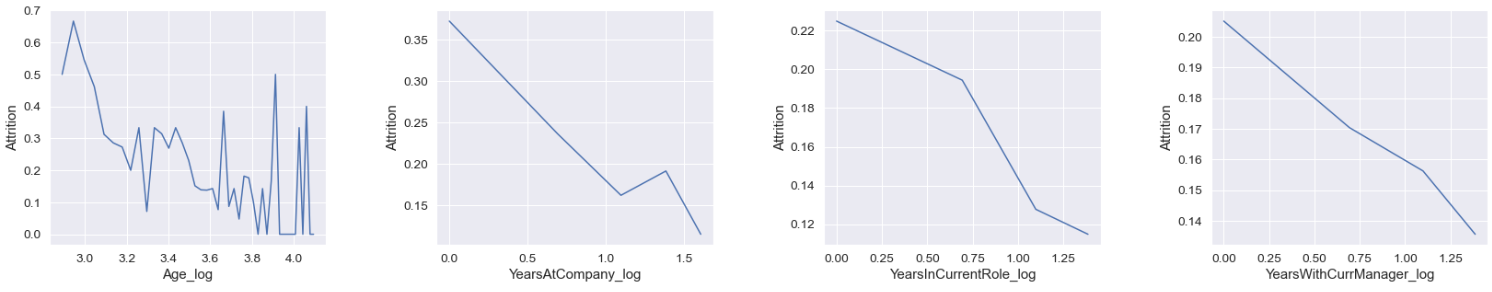 0.7
0.6
0.5
0.4
0.3
0.2
0.1
0.0
Attrition
3.0 3.2 3.4 3.6 3.8 4.0
Age_log
0.35
0.30
0.25
0.20
0.15
Attrition
0.0 0.5 1.0 1.5
YearsAtCompany_log
0.22
0.20
0.18
0.16
0.14
0.12
Attrition
0.00 0.25 0.50 0.75 1.00 1.25
YearsInCurrentRole_log
0.20
0.19
0.18
0.17
0.16
0.15
0.14
Attrition
0.00 0.25 0.50 0.75 1.00 1.25
YearsWithCurrManager_log